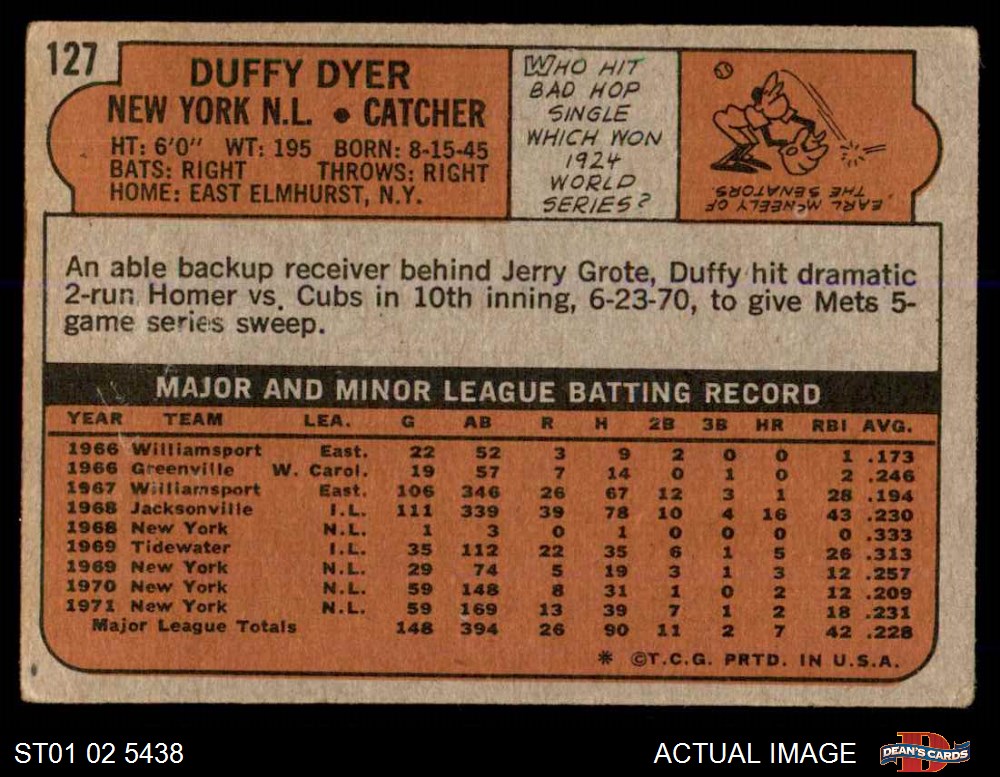 127
DUFFY DYER
NEW YORK N.L. • CATCHER
HT: 6'0" WT: 195 BORN: 8-15-45
BATS: RIGHT THROWS: RIGHT
HOME: EAST ELMHURST, N.Y.
WHO HIT
BAD HOP
SINGLE
WHICH WON
1924
WORLD
SERIES?
EARL McNEELY OF
THE SENATORS.
An able backup receiver behind Jerry Grote, Duffy hit dramatic
2-run Homer vs. Cubs in 10th inning, 6-23-70, to give Mets 5-
game series sweep.
MAJOR AND MINOR LEAGUE BATTING RECORD
YEAR TEAM LEA. G AB R H 2B 3B HR RBI AVG.
1966 Williamsport East. 22 52 3 9 2 0 0 1 .173
1966 Greenville W. Carol. 19 57 7 14 0 1 0 2 .246
1967 Williamsport East. 106 346 26 67 12 3 1 28 .194
1968 Jacksonville I.L. 111 339 39 78 10 4 16 43 .230
1968 New York N.L. 1 3 0 1 0 0 0 0 .333
1969 Tidewater I.L. 35 112 22 35 6 1 5 26 .313
1969 New York N.L. 29 74 5 19 3 1 3 12 .257
1970 New York N.L. 59 148 8 31 1 0 2 12 .209
1971 New York N.L. 59 169 13 39 7 1 2 18 .231
Major League Totals 148 394 26 90 11 2 7 42 .228
* ©T.C.G. PRTD. IN U.S.A.
ST01 02 5438
ACTUAL IMAGE
DEAN'S CARDS